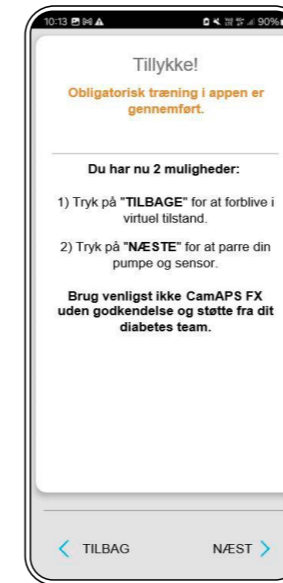 10:13 90%
Tillykke!
Obligatorisk træning i appen er
gennemført.
Du har nu 2 muligheder:
1) Tryk på "TILBAGE" for at forblive i
virtuel tilstand.
2) Tryk på "NÆSTE" for at parre din
pumpe og sensor.
Brug venligst ikke CamAPS FX
uden godkendelse og støtte fra dit
diabetes team.
TILBAG NÆST